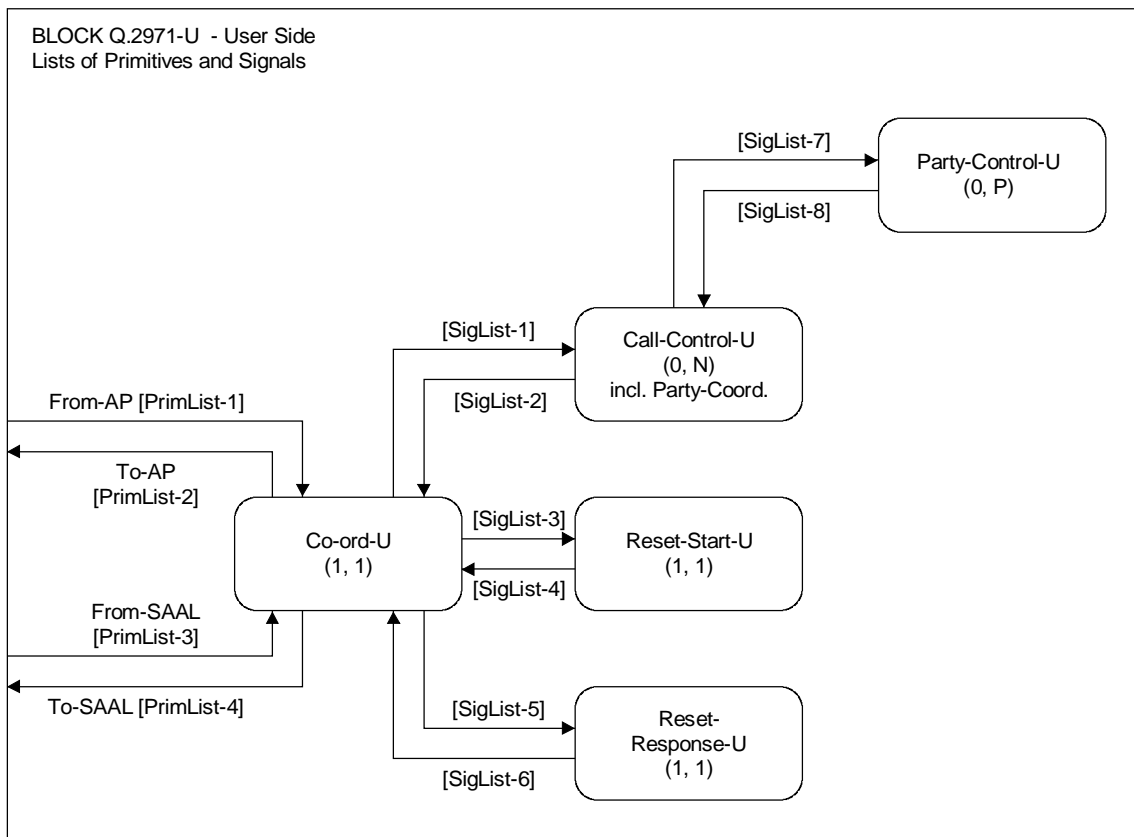 BLOCK Q.2971-U - User Side
Lists of Primitives and Signals
[SigList-7]
Party-Control-U
(0, P)
[SigList-8]
[SigList-1]
Call-Control-U
(0, N)
incl. Party-Coord.
[SigList-2]
From-AP [PrimList-1]
To-AP
[PrimList-2]
[SigList-3]
Co-ord-U
(1, 1)
Reset-Start-U
(1, 1)
[SigList-4]
From-SAAL
[PrimList-3]
To-SAAL [PrimList-4]
[SigList-5]
Reset-
Response-U
(1, 1)
[SigList-6]